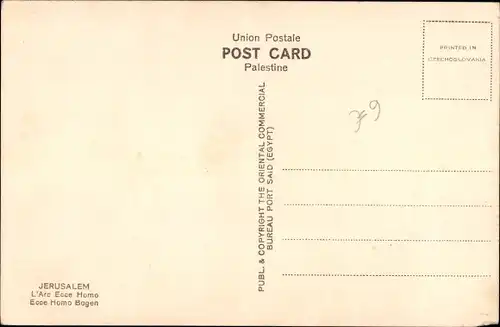 Union Postale
POST CARD
Palestine
PRINTED IN
CZECHOSLOVAKIA
PUBL. & COPYRIGHT THE ORIENTAL COMMERCIAL
BUREAU PORT SAID (EGYPT)
JERUSALEM
L'Arc Ecce Homo
Ecce Homo Bogen